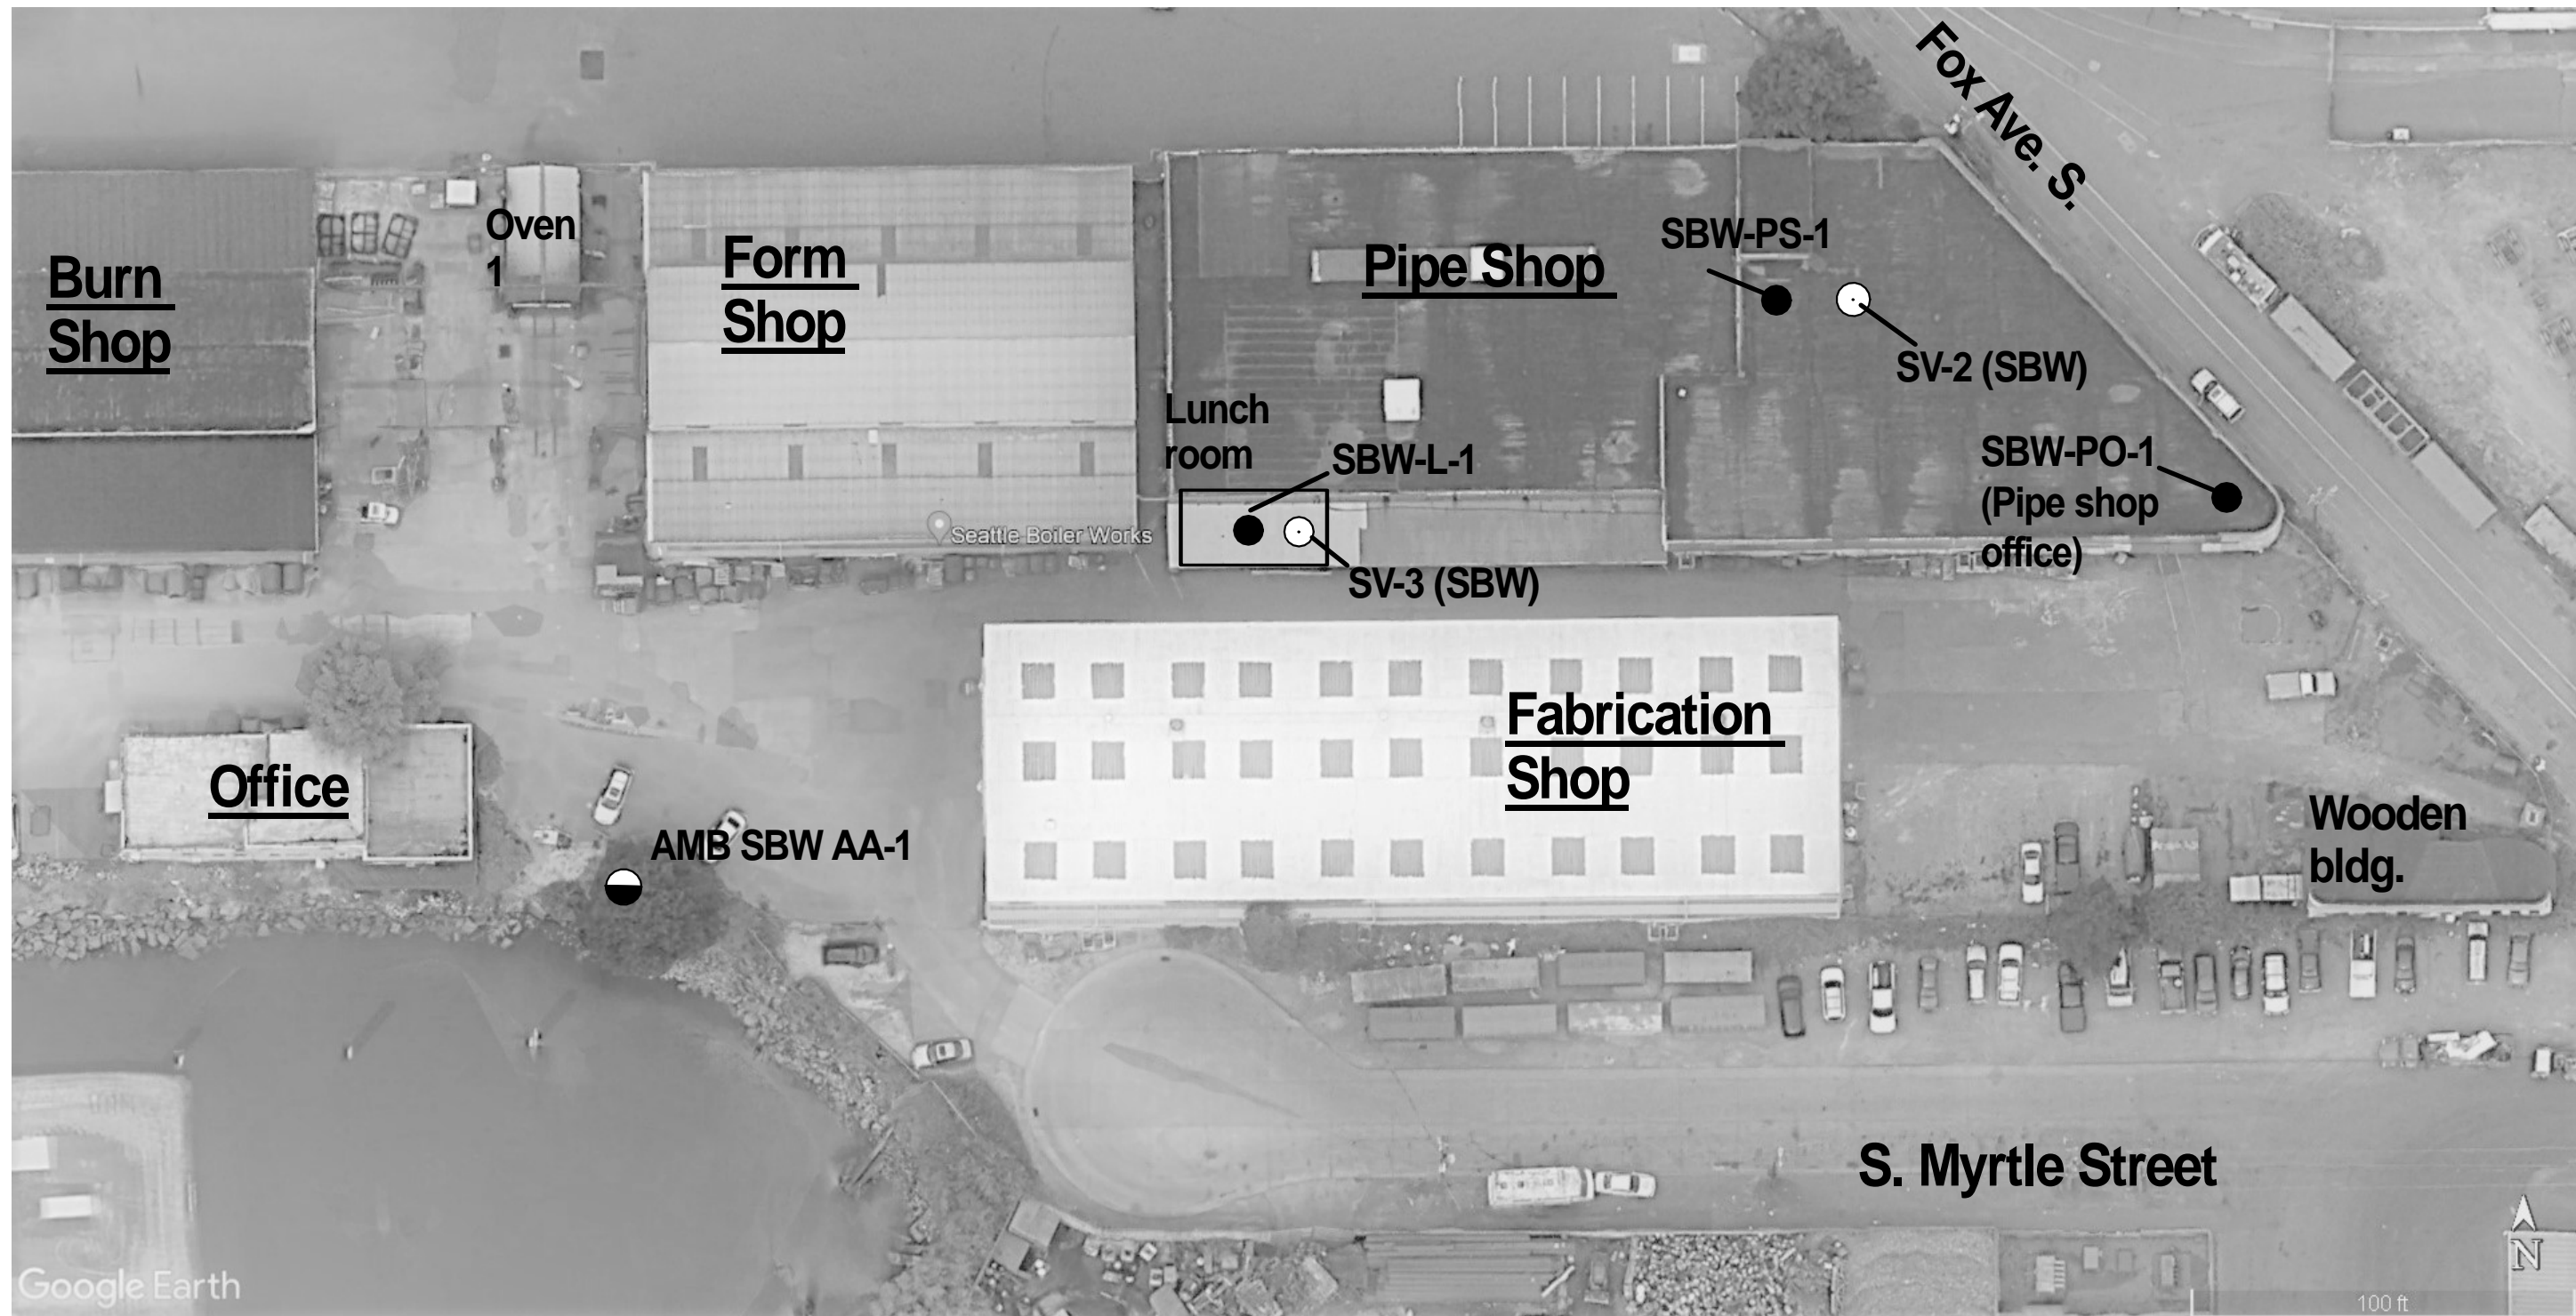 Fox Ave. S.
Burn
Shop
Oven
1
Form
Shop
Pipe Shop
SBW-PS-1
SV-2 (SBW)
Lunch
room
SBW-L-1
SBW-PO-1
(Pipe shop
office)
Seattle Boiler Works
SV-3 (SBW)
Office
AMB SBW AA-1
Fabrication
Shop
Wooden
bldg.
S. Myrtle Street
N
Google Earth
100 ft